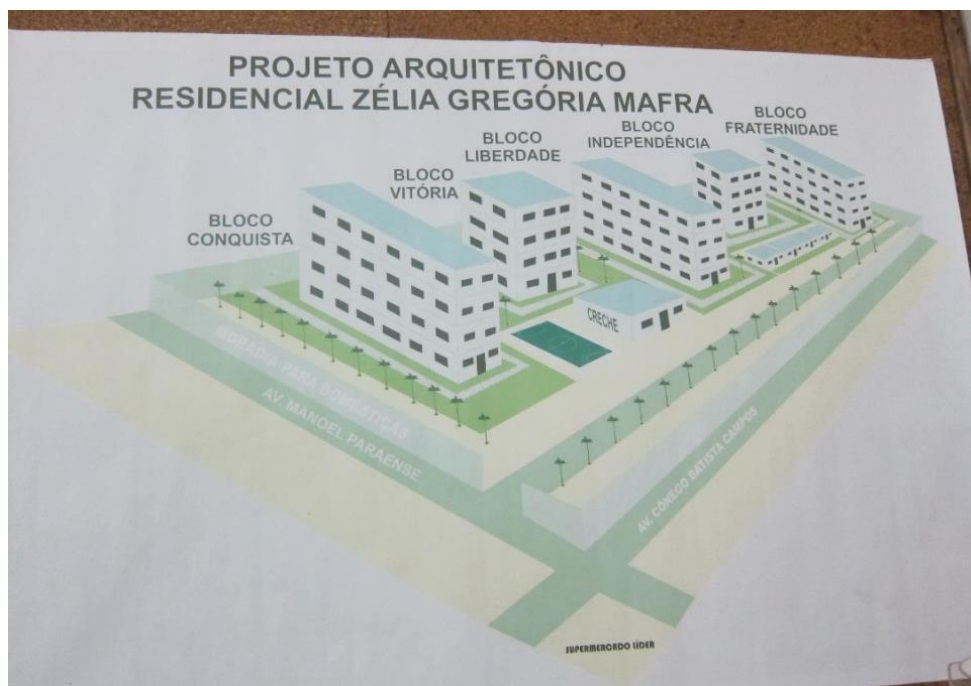 PROJETO ARQUITETÔNICO
RESIDENCIAL ZÉLIA GREGÓRIA MAFRA
BLOCO
CONQUISTA
BLOCO
VITÓRIA
BLOCO
LIBERDADE
BLOCO
INDEPENDÊNCIA
BLOCO
FRATERNIDADE
CRECHE
MORADIA PARA DOMÉSTICAS
AV. MANOEL PARAENSE
AV. CÔNEGO BATISTA CAMPOS
SUPERMERCADO LÍDER